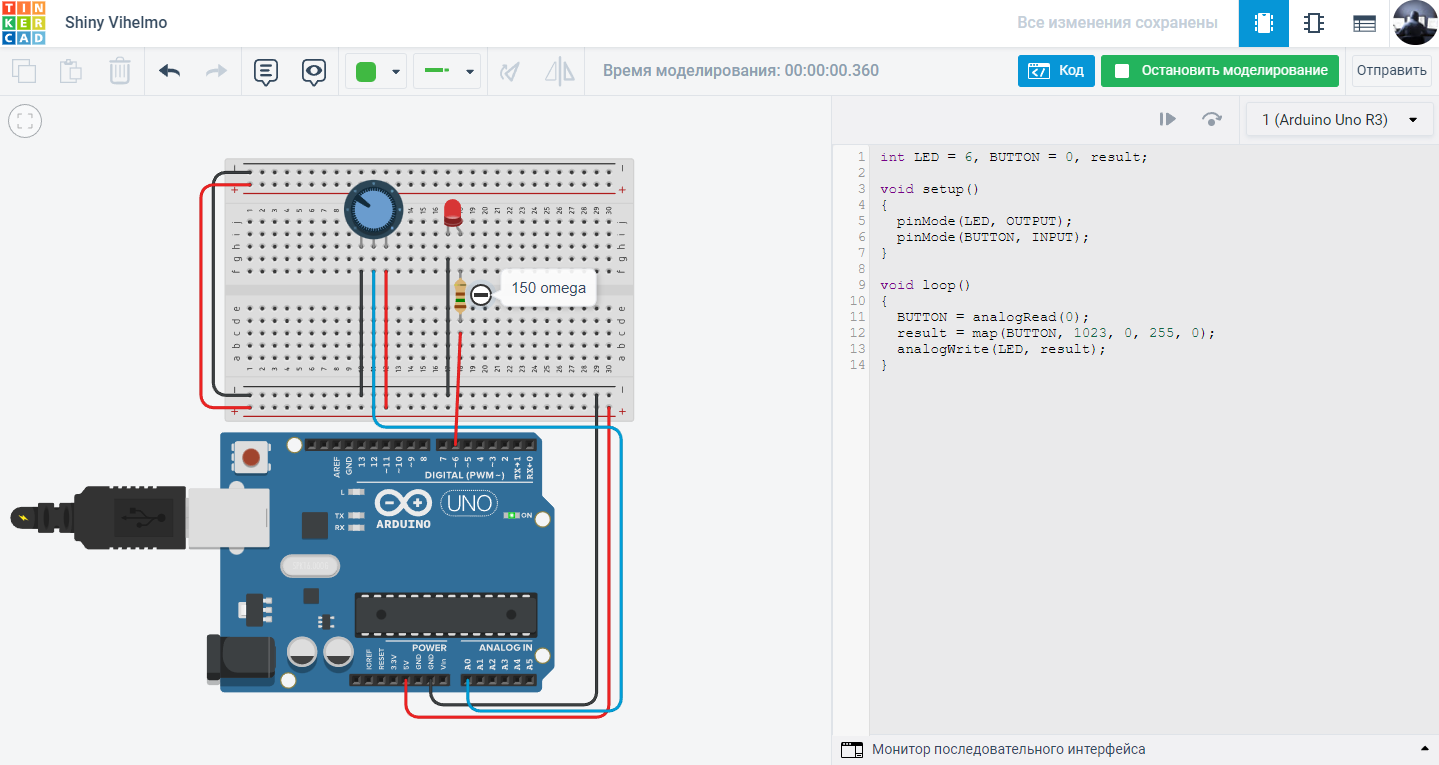 TINKERCAD
Shiny Vihelmo
Все изменения сохранены
Время моделирования: 00:00:00.360
Код
Остановить моделирование
Отправить
1 (Arduino Uno R3)
1 int LED = 6, BUTTON = 0, result;
2
3 void setup()
4 {
5 pinMode(LED, OUTPUT);
6 pinMode(BUTTON, INPUT);
7 }
8
9 void loop()
10 {
11 BUTTON = analogRead(0);
12 result = map(BUTTON, 1023, 0, 255, 0);
13 analogWrite(LED, result);
14 }
150 omega
AREF GND 13 12 ~11 ~10 ~9 8 7 ~6 ~5 4 ~3 2 TX→1 RX←0
DIGITAL (PWM~)
L
TX
RX
ARDUINO
UNO
ON
POWER
ANALOG IN
IOREF RESET 3.3V 5V GND GND Vin A0 A1 A2 A3 A4 A5
Монитор последовательного интерфейса